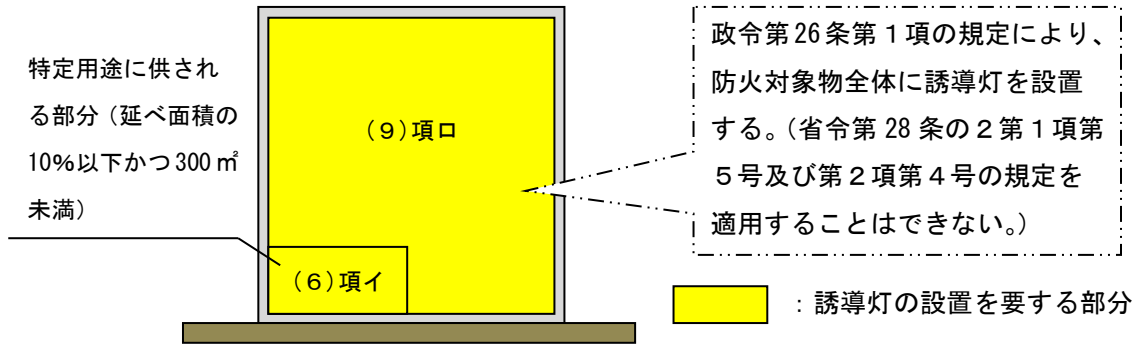 特定用途に供され
る部分（延べ面積の
10%以下かつ300㎡
未満）
（９）項ロ
（６）項イ
政令第26条第１項の規定により、
防火対象物全体に誘導灯を設置
する。（省令第28条の２第１項第
５号及び第２項第４号の規定を
適用することはできない。）
：誘導灯の設置を要する部分